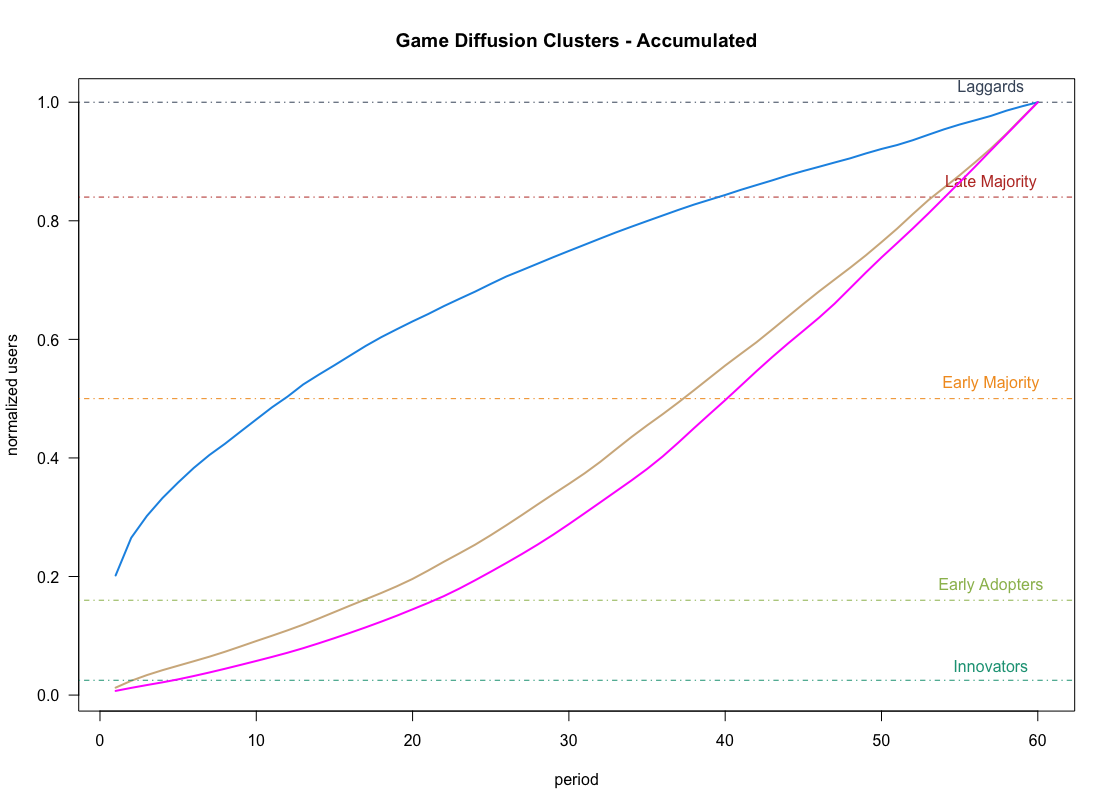 Game Diffusion Clusters - Accumulated
Laggards
1.0
Late Majority
0.8
0.6
normalized users
Early Majority
0.4
Early Adopters
0.2
Innovators
0.0
0 10 20 30 40 50 60
period